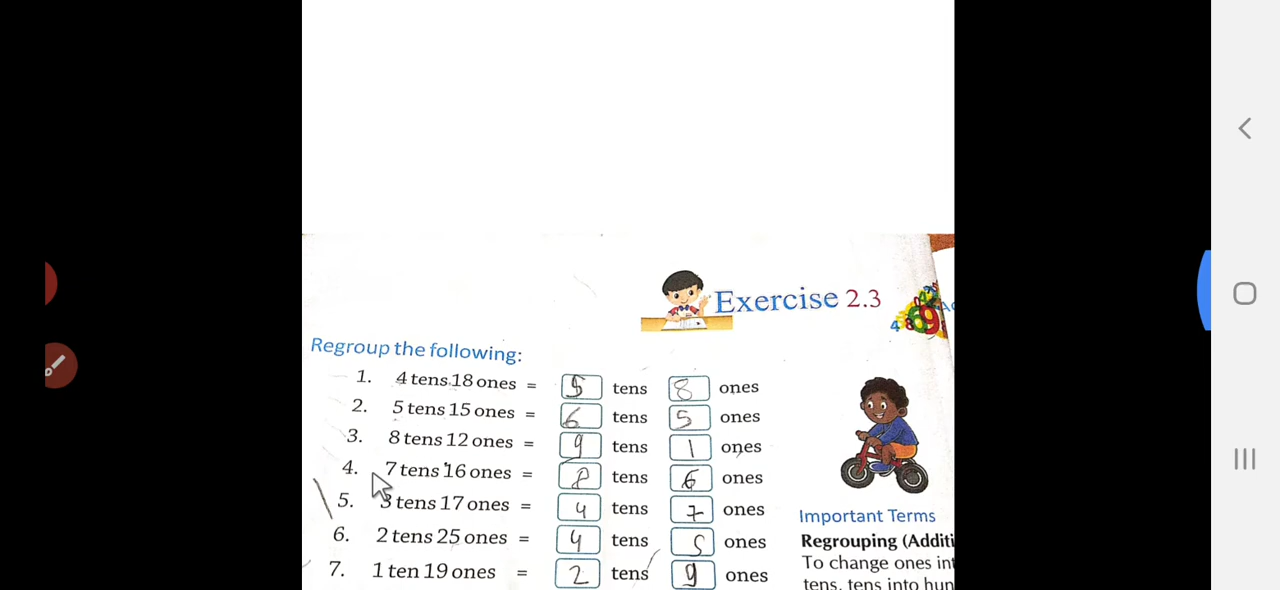 Exercise 2.3
Regroup the following:
1. 4 tens 18 ones = 5 tens 8 ones
2. 5 tens 15 ones = 6 tens 5 ones
3. 8 tens 12 ones = 9 tens 1 ones
4. 7 tens 16 ones = 8 tens 6 ones
5. 3 tens 17 ones = 4 tens 7 ones
6. 2 tens 25 ones = 4 tens 5 ones
7. 1 ten 19 ones = 2 tens 9 ones
Important Terms
Regrouping (Additi
To change ones int
tens, tens into hun